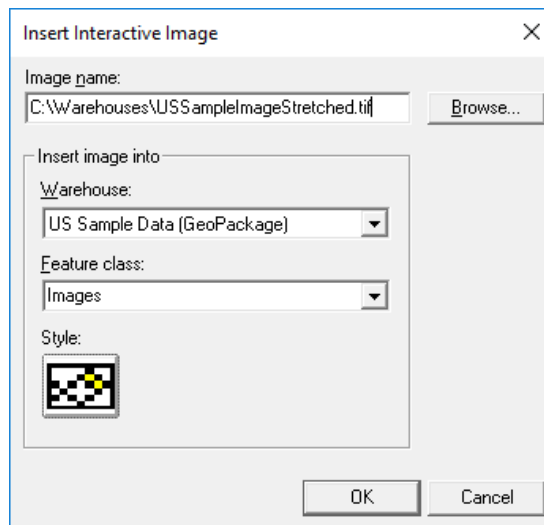 Insert Interactive Image
Image name:
C:\Warehouses\USSampleImageStretched.tif
Browse...
Insert image into
Warehouse:
US Sample Data (GeoPackage)
Feature class:
Images
Style:
OK
Cancel